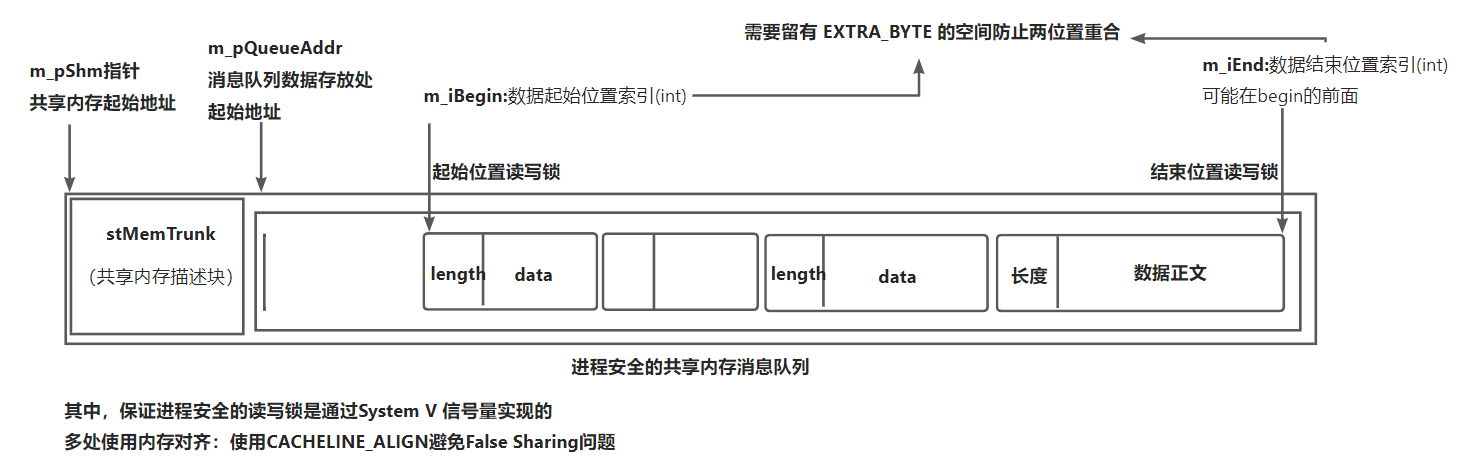 需要留有 EXTRA_BYTE 的空间防止两位置重合
m_pShm指针
共享内存起始地址
m_pQueueAddr
消息队列数据存放处
起始地址
m_iBegin:数据起始位置索引(int)
m_iEnd:数据结束位置索引(int)
可能在begin的前面
起始位置读写锁
结束位置读写锁
stMemTrunk
（共享内存描述块）
length
data
length
data
长度
数据正文
进程安全的共享内存消息队列
其中，保证进程安全的读写锁是通过System V 信号量实现的
多处使用内存对齐：使用CACHELINE_ALIGN避免False Sharing问题